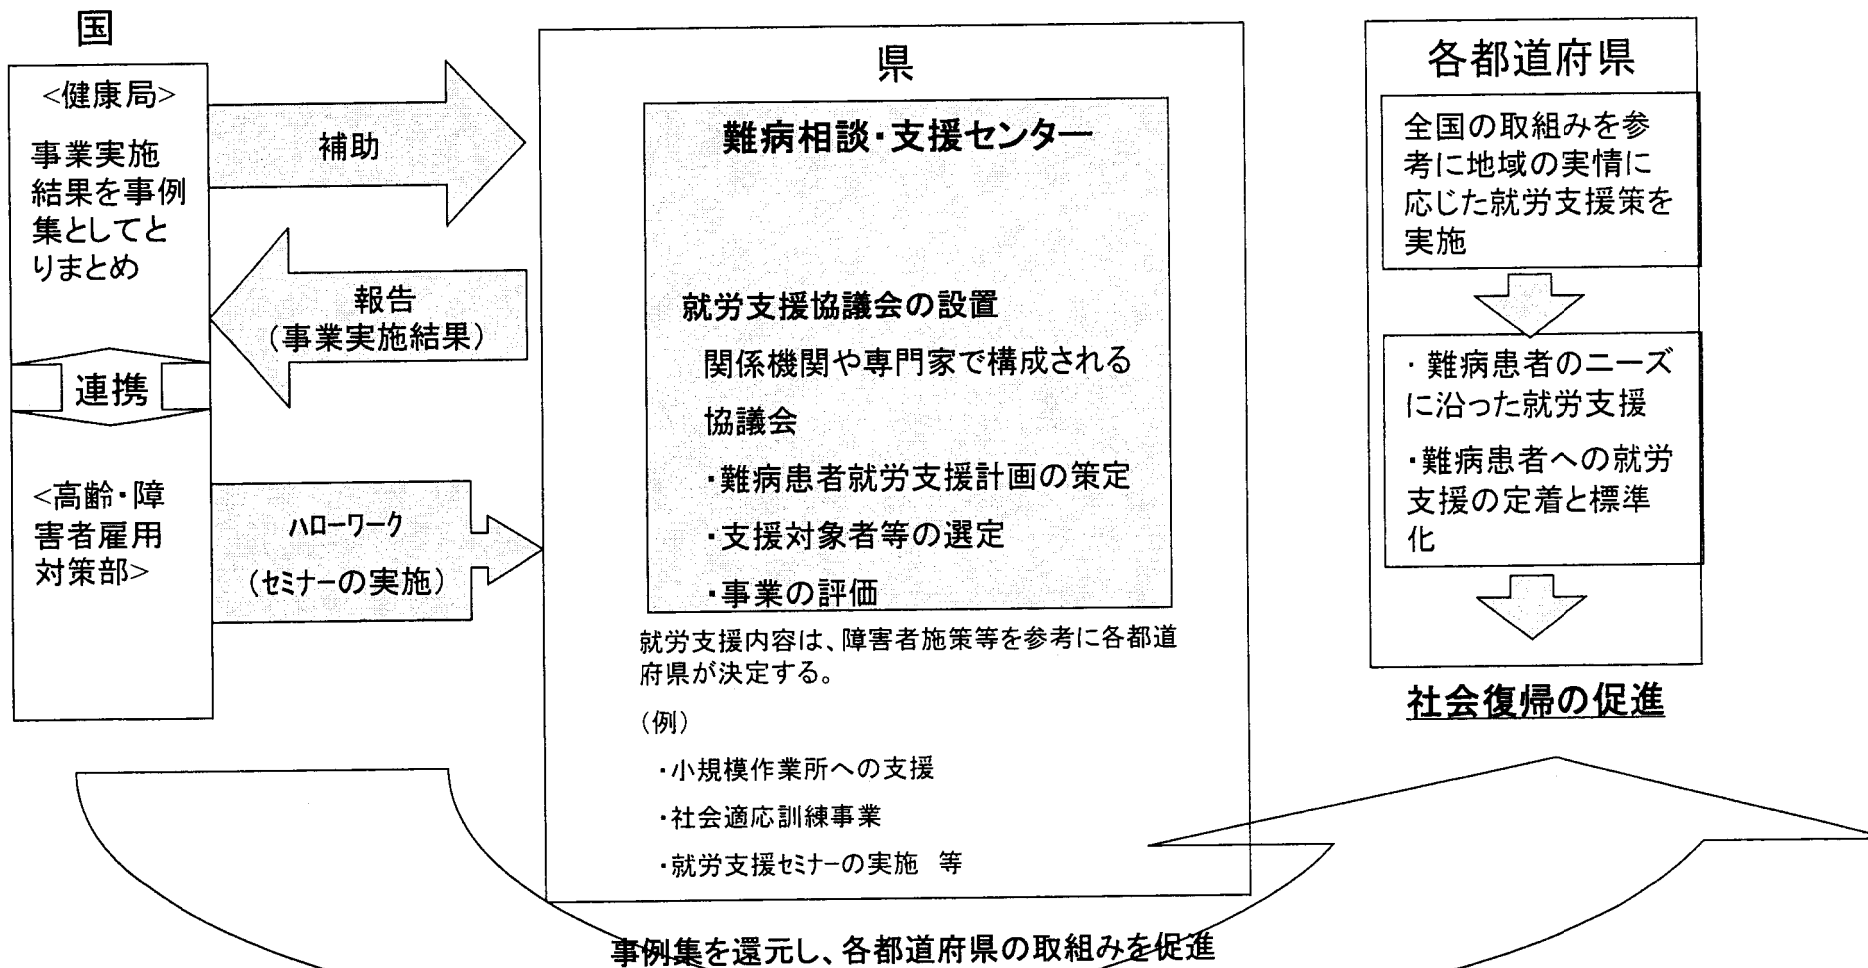 国
<健康局>
事業実施
結果を事例
集としてと
りまとめ
連携
<高齢・障
害者雇用
対策部>
補助
報告
(事業実施結果)
ハローワーク
(セミナーの実施)
県
難病相談・支援センター
就労支援協議会の設置
関係機関や専門家で構成される
協議会
・難病患者就労支援計画の策定
・支援対象者等の選定
・事業の評価
就労支援内容は、障害者施策等を参考に各都道
府県が決定する。
(例)
・小規模作業所への支援
・社会適応訓練事業
・就労支援セミナーの実施 等
各都道府県
全国の取組みを参
考に地域の実情に
応じた就労支援策を
実施
・難病患者のニーズ
に沿った就労支援
・難病患者への就労
支援の定着と標準
化
社会復帰の促進
事例集を還元し、各都道府県の取組みを促進